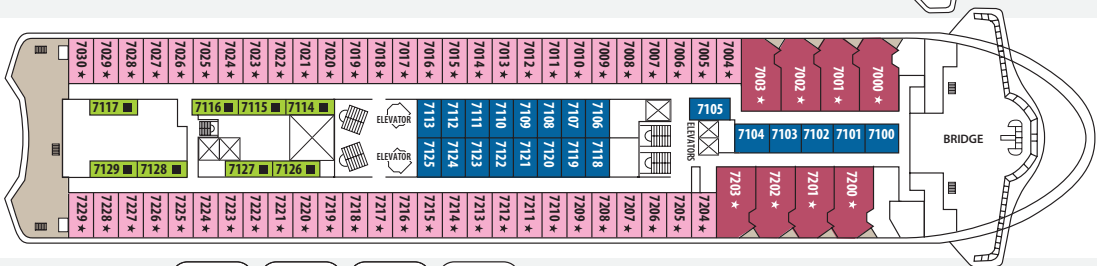 7030 ★ 7029 ★ 7028 ★ 7027 ★ 7026 ★ 7025 ★ 7024 ★ 7023 ★ 7022 ★ 7021 ★ 7020 ★ 7019 ★ 7018 ★ 7017 ★ 7016 ★ 7015 ★ 7014 ★ 7013 ★ 7012 ★ 7011 ★ 7010 ★ 7009 ★ 7008 ★ 7007 ★ 7006 ★ 7005 ★ 7004 ★ 7003 ★ 7002 ★ 7001 ★ 7000 ★
7117 ■ 7116 ■ 7115 ■ 7114 ■ ELEVATOR 7113 7112 7111 7110 7109 7108 7107 7106 7105
ELEVATORS 7104 7103 7102 7101 7100 BRIDGE
7129 ■ 7128 ■ 7127 ■ 7126 ■ ELEVATOR 7125 7124 7123 7122 7121 7120 7119 7118
7229 ★ 7228 ★ 7227 ★ 7226 ★ 7225 ★ 7224 ★ 7223 ★ 7222 ★ 7221 ★ 7220 ★ 7219 ★ 7218 ★ 7217 ★ 7216 ★ 7215 ★ 7214 ★ 7213 ★ 7212 ★ 7211 ★ 7210 ★ 7209 ★ 7208 ★ 7207 ★ 7206 ★ 7205 ★ 7204 ★ 7203 ★ 7202 ★ 7201 ★ 7200 ★